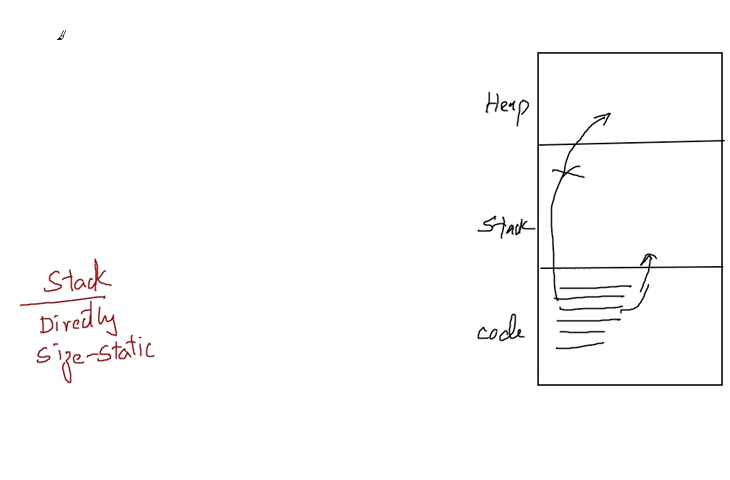 Heap
Stack
code
Stack
Directly
Size-Static